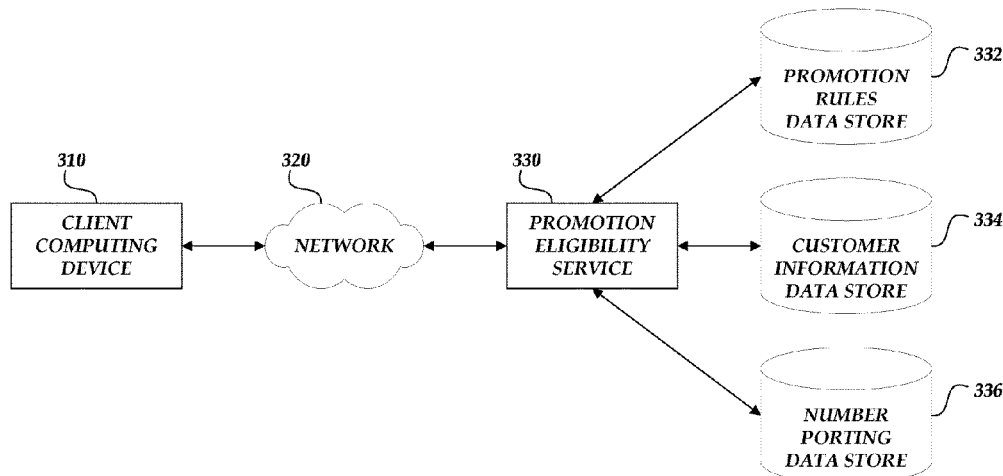 332
PROMOTION
RULES
DATA STORE
310
320
330
CLIENT
COMPUTING
DEVICE
NETWORK
PROMOTION
ELIGIBILITY
SERVICE
334
CUSTOMER
INFORMATION
DATA STORE
336
NUMBER
PORTING
DATA STORE